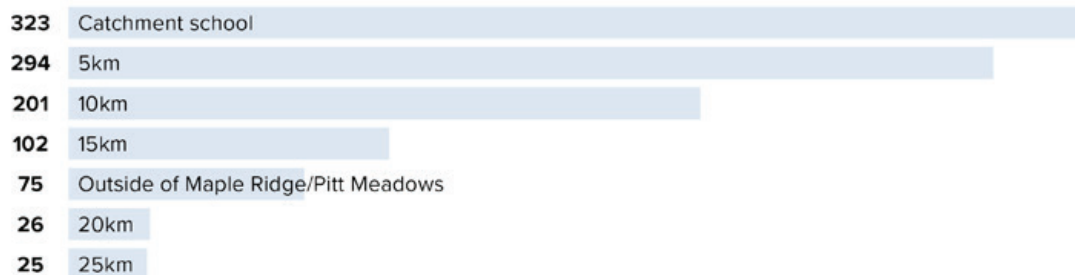 323 Catchment school
294 5km
201 10km
102 15km
75 Outside of Maple Ridge/Pitt Meadows
26 20km
25 25km